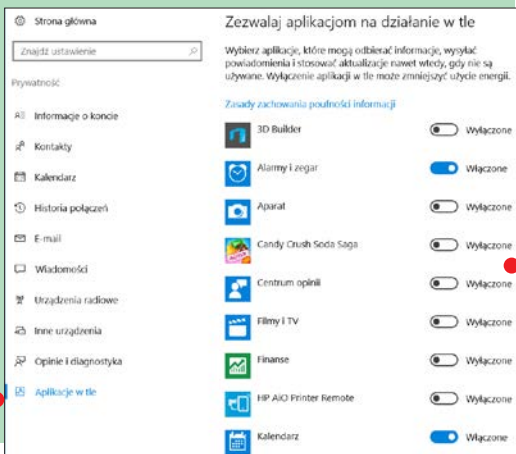 Strona główna
Znajdź ustawienie
Prywatność
Informacje o koncie
Kontakty
Kalendarz
Historia połączeń
E-mail
Wiadomości
Urządzenia radiowe
Inne urządzenia
Opinie i diagnostyka
Aplikacje w tle
Zezwalaj aplikacjom na działanie w tle
Wybierz aplikacje, które mogą odbierać informacje, wysyłać
powiadomienia i stosować aktualizacje nawet wtedy, gdy nie są
używane. Wyłączenie aplikacji w tle może zmniejszyć użycie energii.
Zasady zachowania poufności informacji
3D Builder Wyłączone
Alarmy i zegar Włączone
Aparat Wyłączone
Candy Crush Soda Saga Wyłączone
Centrum opinii Wyłączone
Filmy i TV Wyłączone
Finanse Wyłączone
HP AiO Printer Remote Wyłączone
Kalendarz Włączone